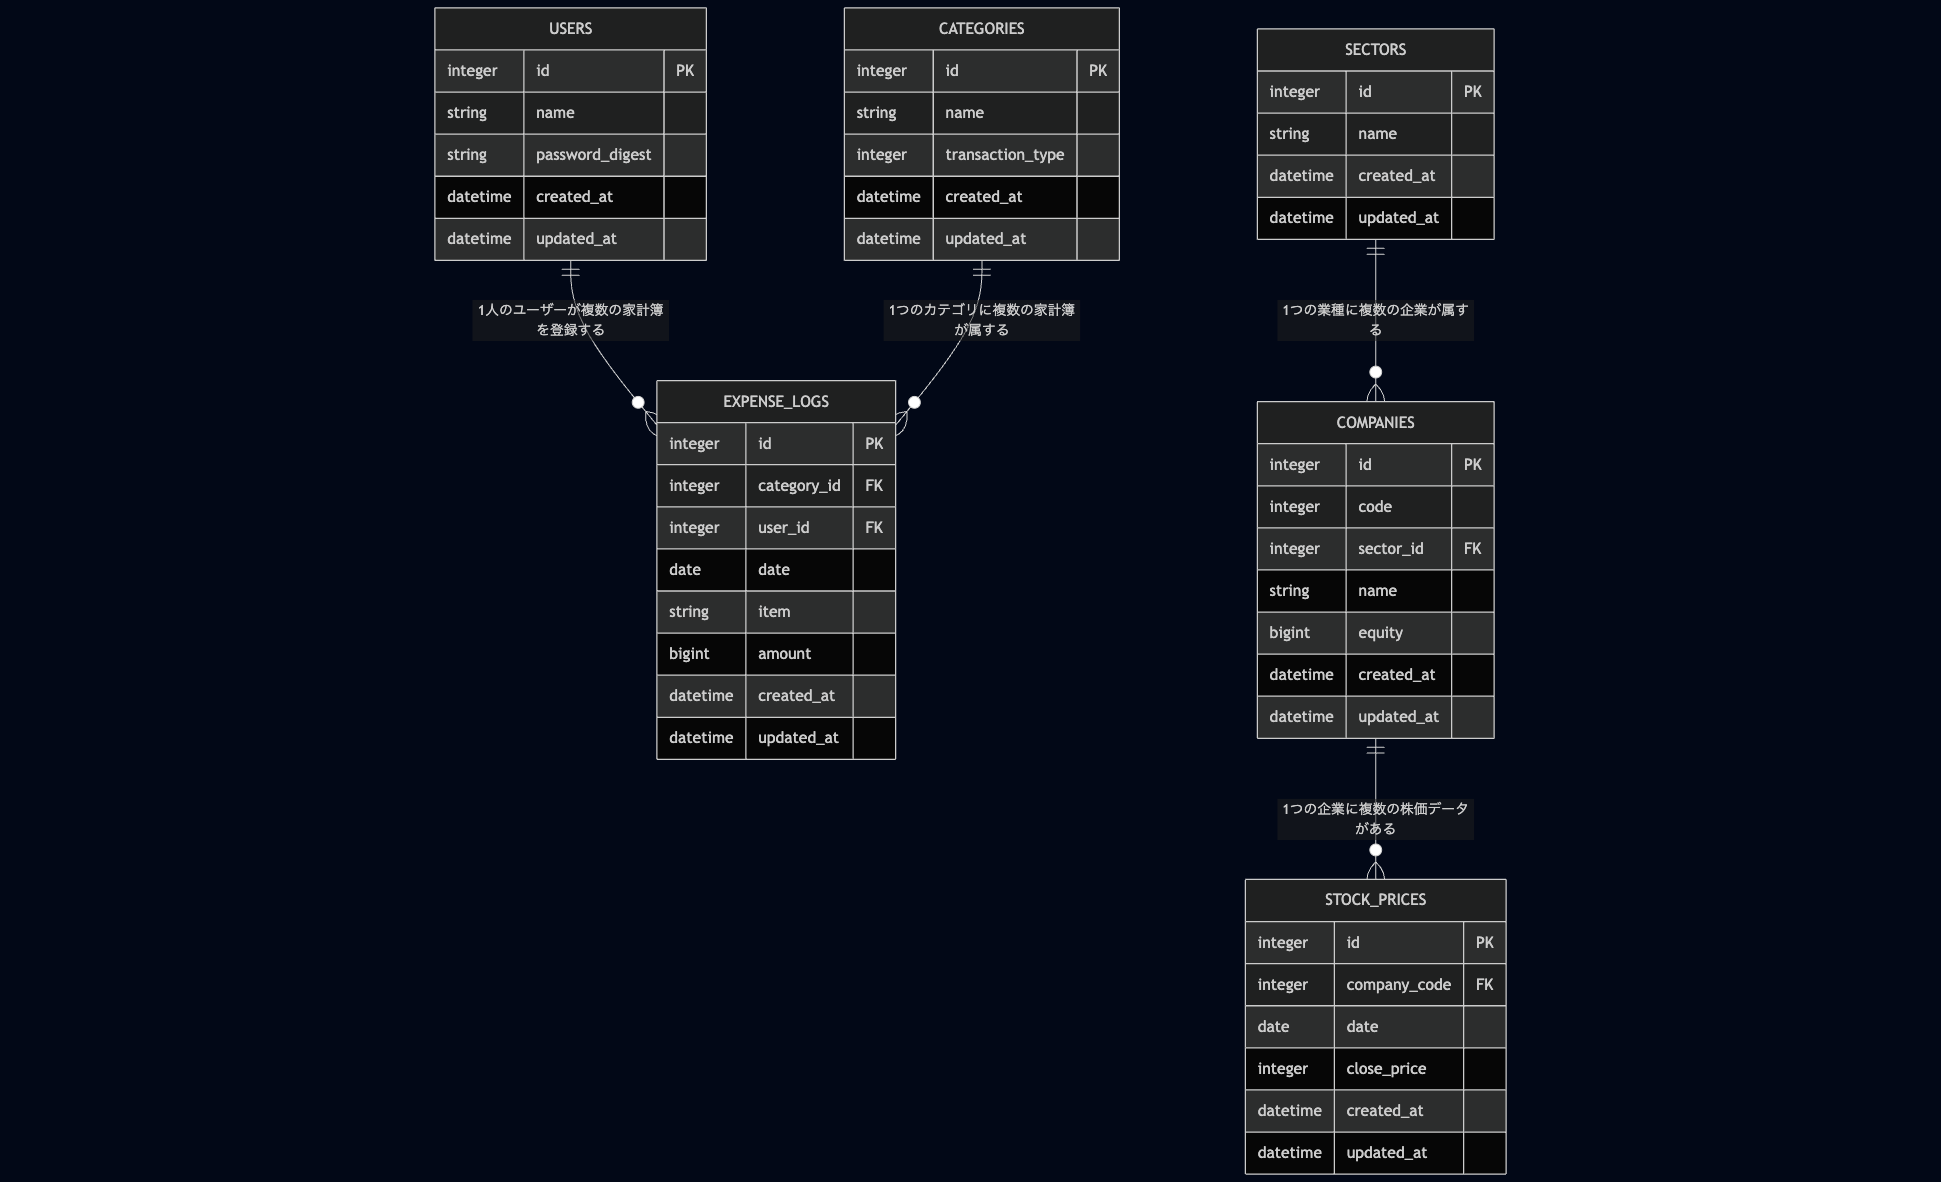 USERS
integer id PK
string name
string password_digest
datetime created_at
datetime updated_at
CATEGORIES
integer id PK
string name
integer transaction_type
datetime created_at
datetime updated_at
SECTORS
integer id PK
string name
datetime created_at
datetime updated_at
1人のユーザーが複数の家計簿
を登録する
1つのカテゴリに複数の家計簿
が属する
1つの業種に複数の企業が属す
る
EXPENSE_LOGS
integer id PK
integer category_id FK
integer user_id FK
date date
string item
bigint amount
datetime created_at
datetime updated_at
COMPANIES
integer id PK
integer code
integer sector_id FK
string name
bigint equity
datetime created_at
datetime updated_at
1つの企業に複数の株価データ
がある
STOCK_PRICES
integer id PK
integer company_code FK
date date
integer close_price
datetime created_at
datetime updated_at